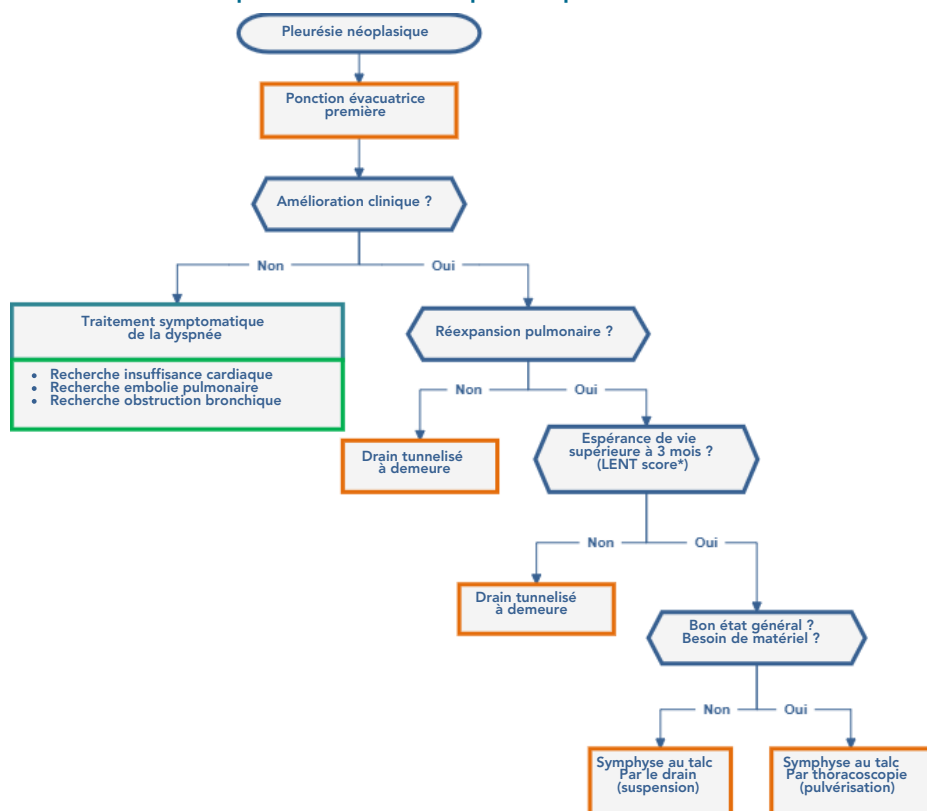 Pleurésie néoplasique
Ponction évacuatrice
première
Amélioration clinique ?
Non
Oui
Traitement symptomatique
de la dyspnée
• Recherche insuffisance cardiaque
• Recherche embolie pulmonaire
• Recherche obstruction bronchique
Réexpansion pulmonaire ?
Non
Oui
Drain tunnelisé
à demeure
Espérance de vie
supérieure à 3 mois ?
(LENT score*)
Non
Oui
Drain tunnelisé
à demeure
Bon état général ?
Besoin de matériel ?
Non
Oui
Symphyse au talc
Par le drain
(suspension)
Symphyse au talc
Par thoracoscopie
(pulvérisation)